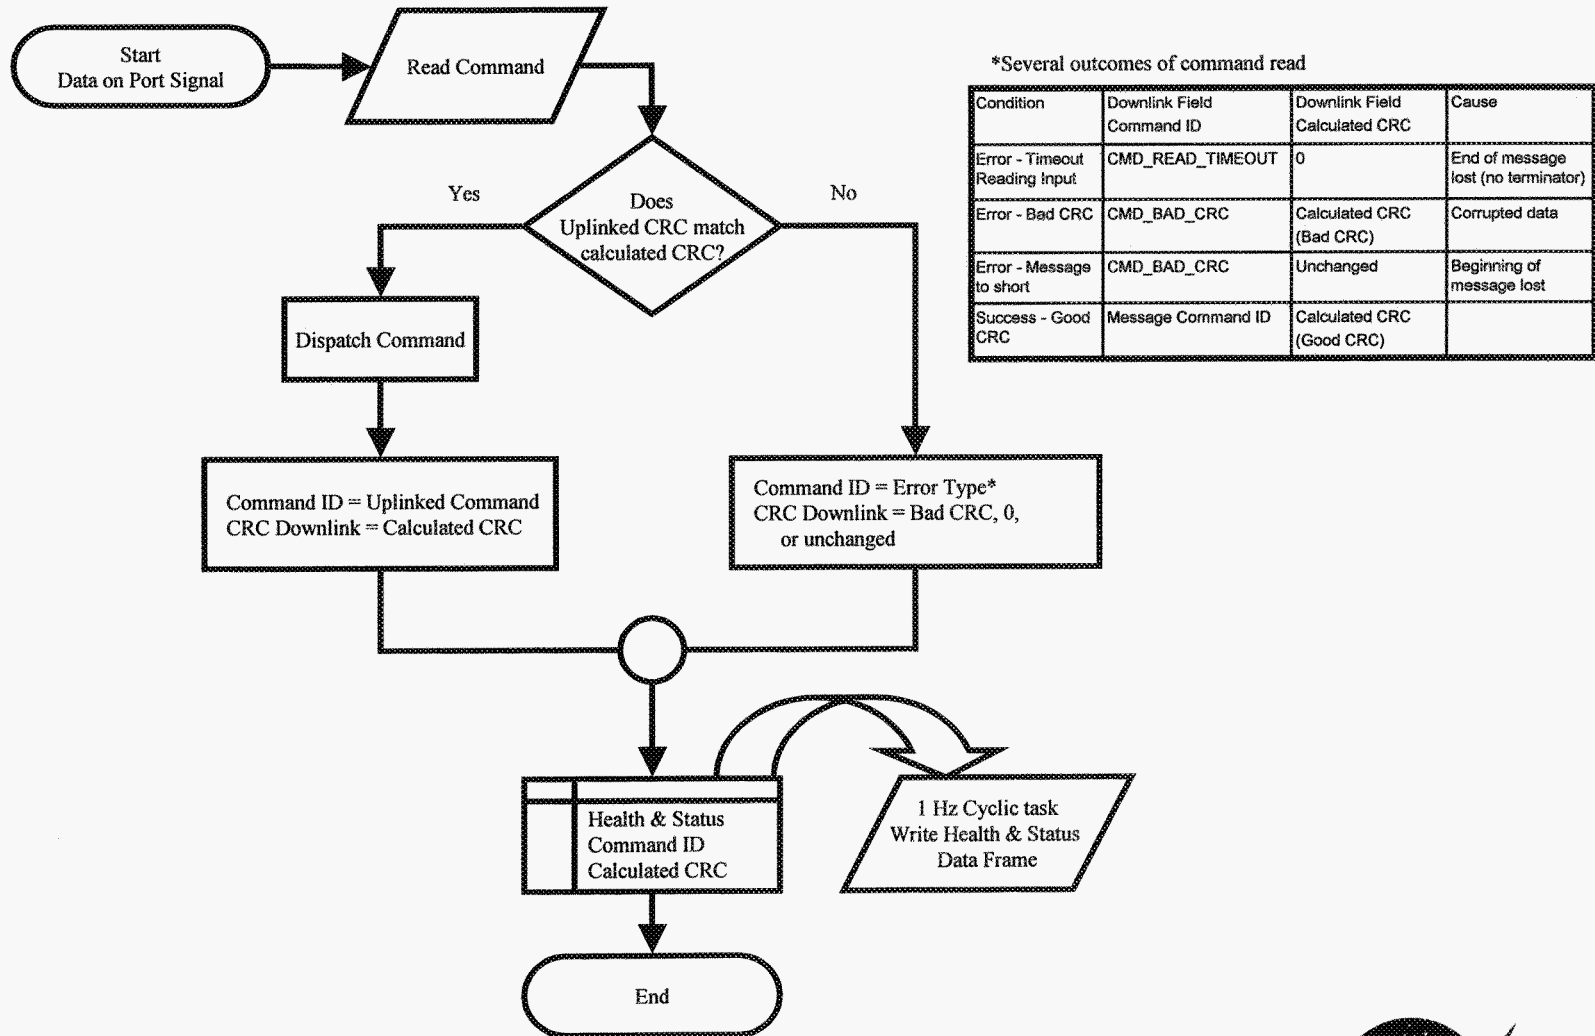 Start
Data on Port Signal
Read Command
Does
Uplinked CRC match
calculated CRC?
Yes
No
Dispatch Command
Command ID = Uplinked Command
CRC Downlink = Calculated CRC
Command ID = Error Type*
CRC Downlink = Bad CRC, 0,
or unchanged
Health & Status
Command ID
Calculated CRC
1 Hz Cyclic task
Write Health & Status
Data Frame
End
*Several outcomes of command read
Condition
Downlink Field
Command ID
Downlink Field
Calculated CRC
Cause
Error - Timeout
Reading Input
CMD_READ_TIMEOUT
0
End of message
lost (no terminator)
Error - Bad CRC
CMD_BAD_CRC
Calculated CRC
(Bad CRC)
Corrupted data
Error - Message
to short
CMD_BAD_CRC
Unchanged
Beginning of
message lost
Success - Good
CRC
Message Command ID
Calculated CRC
(Good CRC)